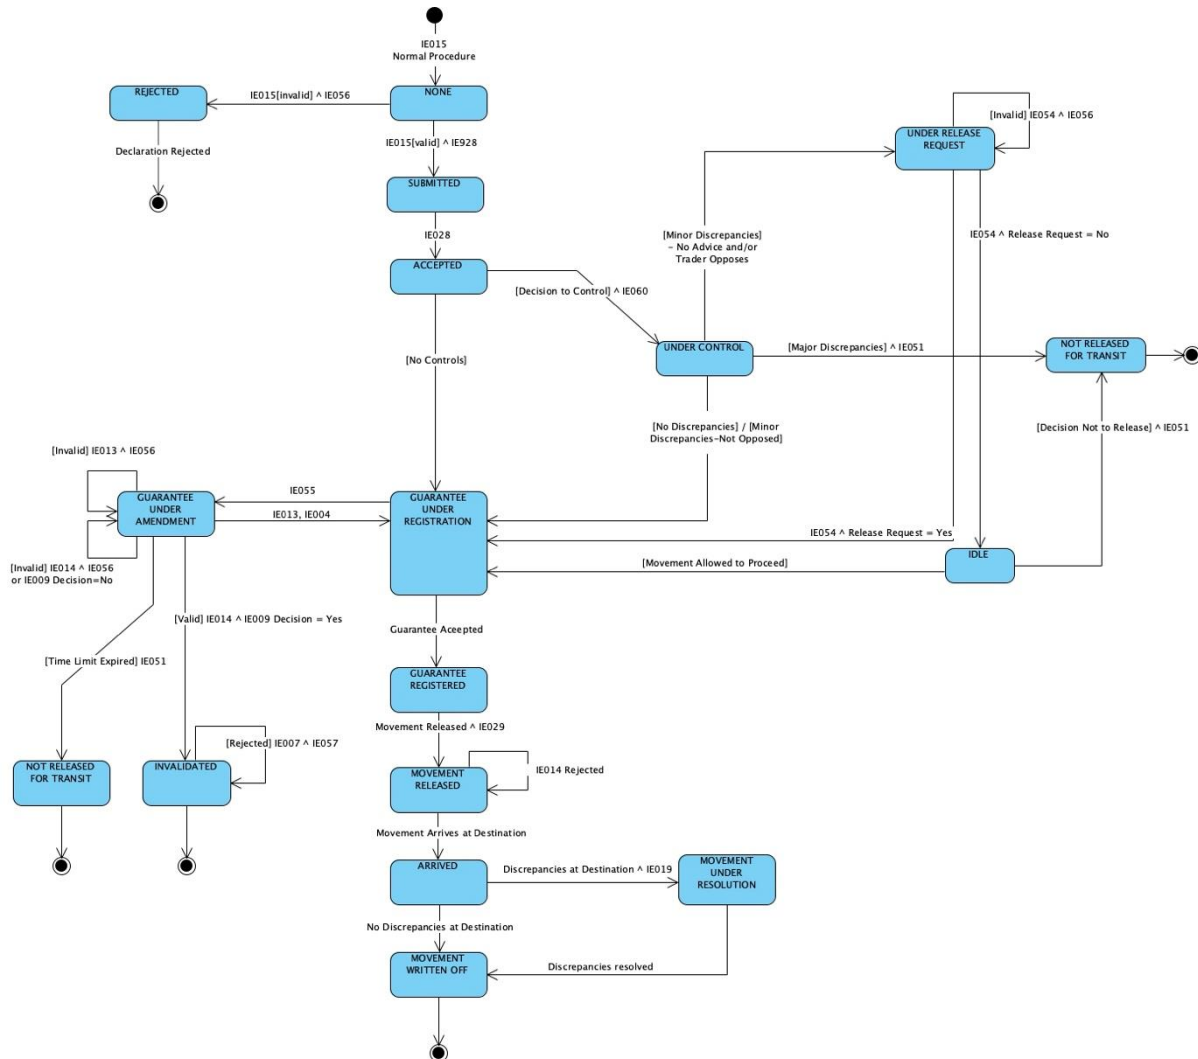 IE015
Normal Procedure
REJECTED
IE015[invalid] ^ IE056
NONE
[Invalid] IE054 ^ IE056
UNDER RELEASE
REQUEST
Declaration Rejected
IE015[valid] ^ IE928
SUBMITTED
IE028
[Minor Discrepancies]
- No Advice and/or
Trader Opposes
IE054 ^ Release Request = No
ACCEPTED
[Decision to Control] ^ IE060
UNDER CONTROL
[Major Discrepancies] ^ IE051
NOT RELEASED
FOR TRANSIT
[No Controls]
[No Discrepancies] / [Minor
Discrepancies-Not Opposed]
[Decision Not to Release] ^ IE051
[Invalid] IE013 ^ IE056
GUARANTEE
UNDER
AMENDMENT
IE055
IE013, IE004
GUARANTEE
UNDER
REGISTRATION
IE054 ^ Release Request = Yes
IDLE
[Movement Allowed to Proceed]
[Invalid] IE014 ^ IE056
or IE009 Decision=No
[Valid] IE014 ^ IE009 Decision = Yes
Guarantee Accepted
[Time Limit Expired] IE051
GUARANTEE
REGISTERED
Movement Released ^ IE029
[Rejected] IE007 ^ IE057
NOT RELEASED
FOR TRANSIT
INVALIDATED
MOVEMENT
RELEASED
IE014 Rejected
Movement Arrives at Destination
ARRIVED
Discrepancies at Destination ^ IE019
MOVEMENT
UNDER
RESOLUTION
No Discrepancies at Destination
MOVEMENT
WRITTEN OFF
Discrepancies resolved